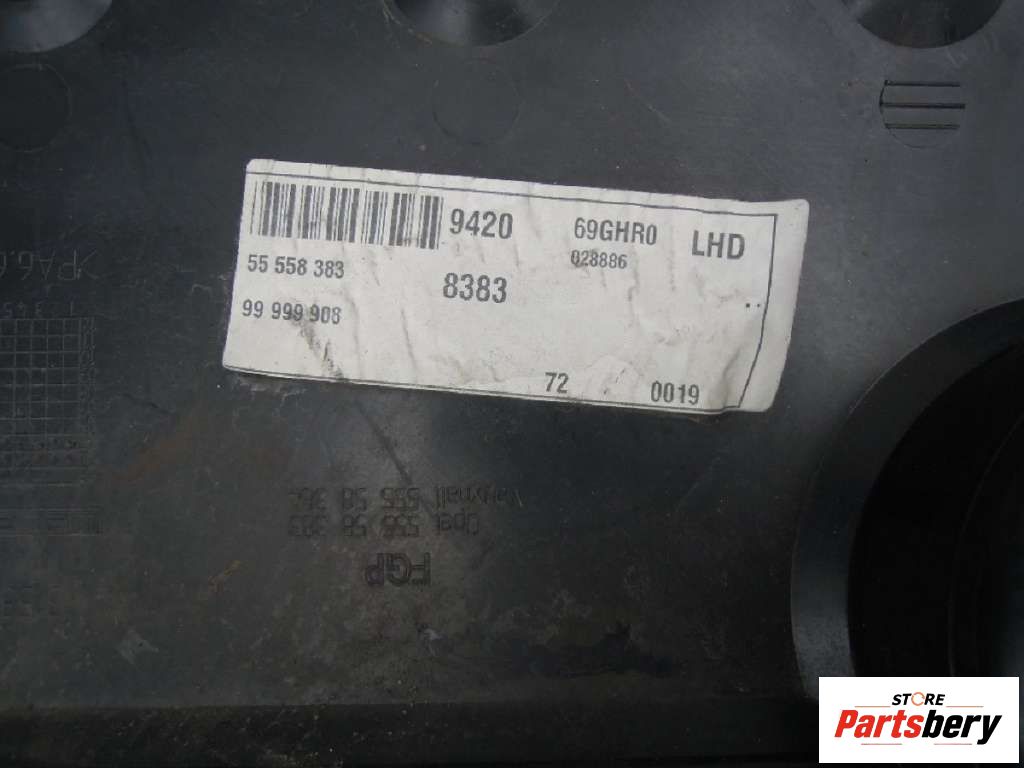 9420 69GHR0 LHD
55 558 383 028886
8383
99 999 908
72 0019
Vauxhall 555 58 384
Opel 555 58 383
FGP
>PA6.
STORE
Partsbery